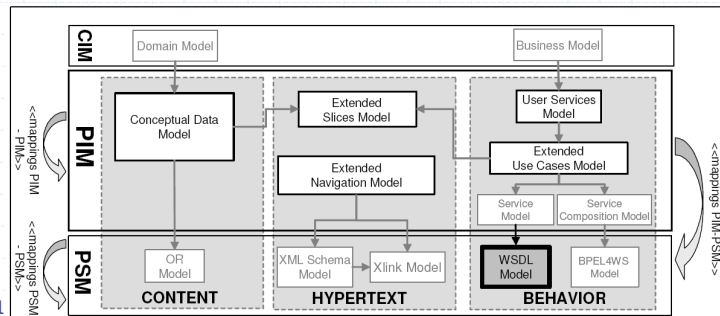 CIM
Domain Model
Business Model
PIM
<<mappings PIM
- PIM>>
Conceptual Data
Model
Extended
Slices Model
User Services
Model
Extended
Use Cases Model
Extended
Navigation Model
Service
Model
Service
Composition Model
<<mappings PIM-PSM>>
PSM
<<mappings PSM
- PSM>>
OR
Model
XML Schema
Model
Xlink Model
WSDL
Model
BPEL4WS
Model
CONTENT
HYPERTEXT
BEHAVIOR
1